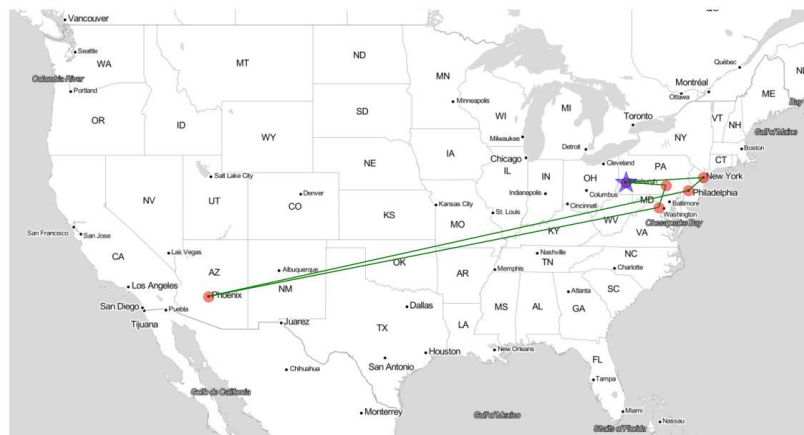 Vancouver
QC
Seattle
WA
Columbia River
Portland
MT
ND
MN
Québec
Montréal
Ottawa
ME
OR
ID
SD
Minneapolis
WI
MI
Toronto
VT
NH
Bay
Gulf of Maine
WY
Milwaukee
Detroit
NY
Boston
IA
Chicago
Cleveland
PA
CT
NE
IL
IN
OH
New York
Salt Lake City
Philadelphia
NV
UT
Denver
CO
Indianapolis
Columbus
MD
Baltimore
Washington
Kansas City
Cincinnati
WV
San Francisco
San Jose
KS
MO
St. Louis
VA
Chesapeake Bay
KY
CA
Las Vegas
Nashville
NC
AZ
Albuquerque
OK
TN
Charlotte
Memphis
AR
Los Angeles
Phoenix
NM
SC
Atlanta
San Diego
Puebla
Dallas
MS
AL
GA
Tijuana
Juarez
TX
LA
Houston
New Orleans
San Antonio
FL
Chihuahua
Tampa
Golfo de California
Monterrey
Gulf of Mexico
Miami
Nassau
Straits of Florida